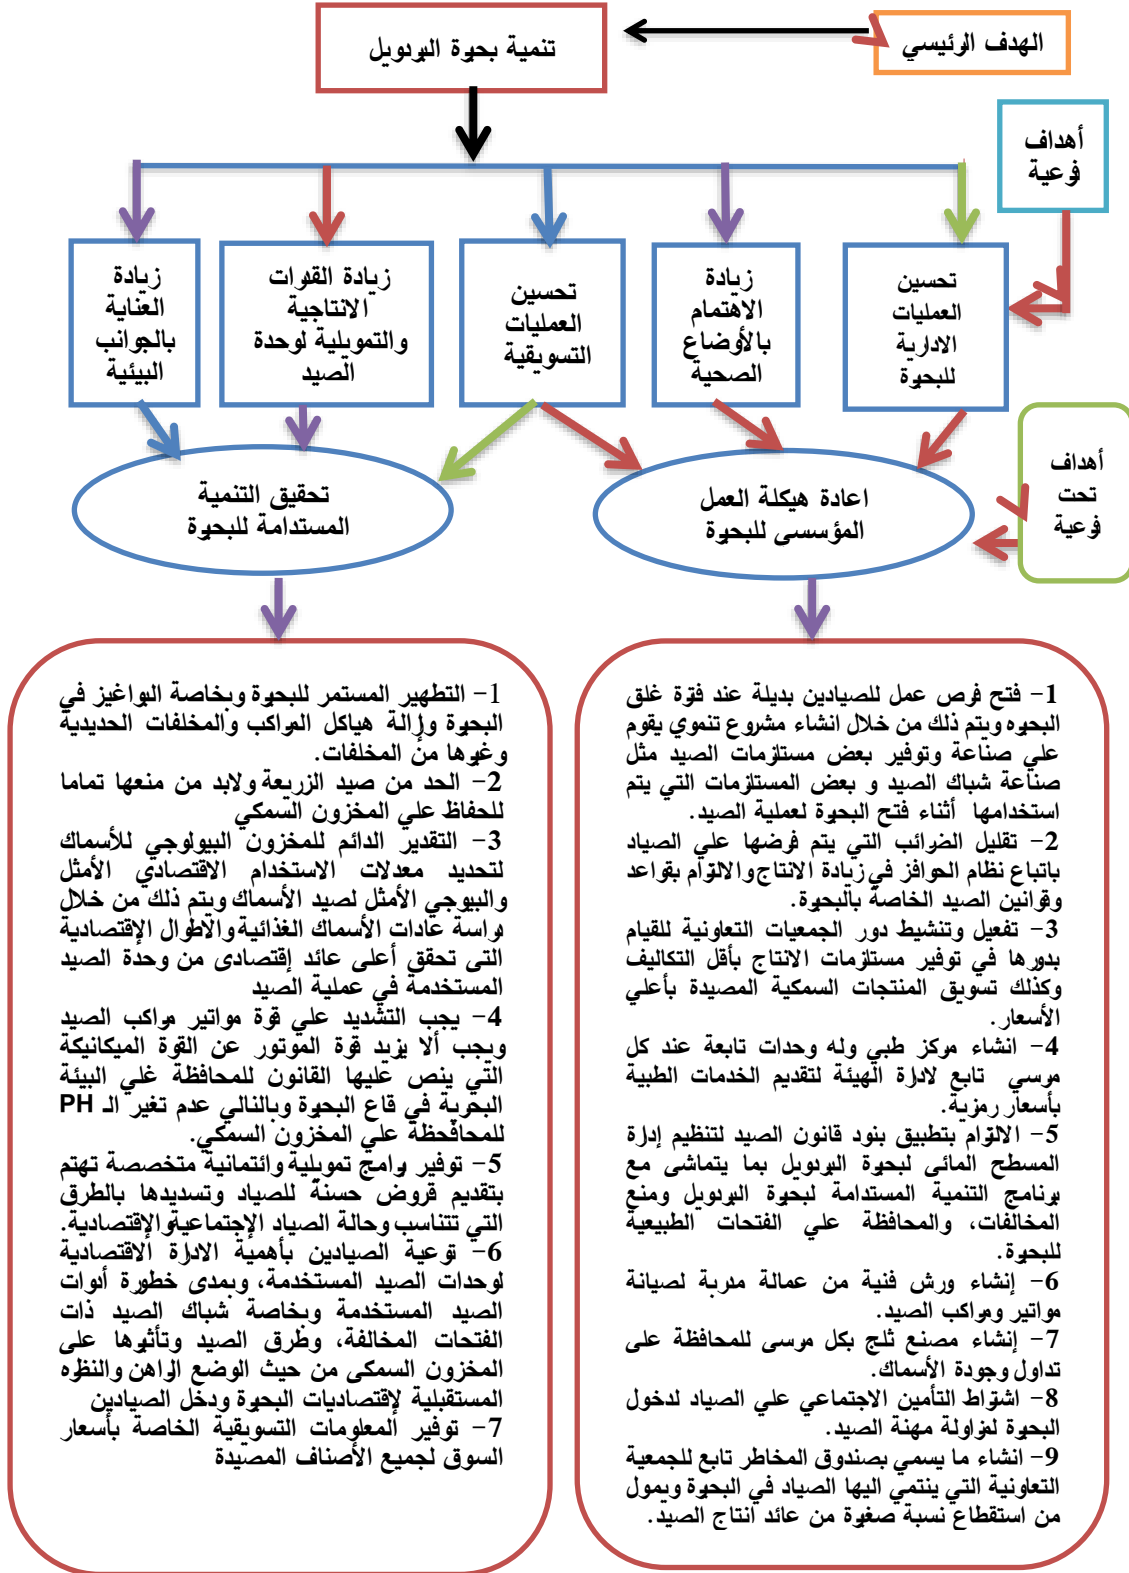 الهدف الرئيسي
تنمية بحيرة البردويل
أهداف
فرعية
تحسين
العمليات
الادارية
للبحيرة
زيادة
الاهتمام
بالأوضاع
الصحية
تحسين
العمليات
التسويقية
زيادة القدرات
الانتاجية
والتمويلية لوحدة
الصيد
زيادة
العناية
بالجوانب
البيئية
أهداف
تحت
فرعية
اعادة هيكلة العمل
المؤسسى للبحيرة
تحقيق التنمية
المستدامة للبحيرة
1- فتح فرص عمل للصيادين بديلة عند فترة غلق
البحيره ويتم ذلك من خلال انشاء مشروع تنموي يقوم
علي صناعة وتوفير بعض مستلزمات الصيد مثل
صناعة شباك الصيد و بعض المستلزمات التي يتم
استخدامها أثناء فتح البحيرة لعملية الصيد.
2- تقليل الضرائب التي يتم فرضها علي الصياد
باتباع نظام الحوافز في زيادة الانتاج والالتزام بقواعد
وقوانين الصيد الخاصة بالبحيرة.
3- تفعيل وتنشيط دور الجمعيات التعاونية للقيام
بدورها في توفير مستلزمات الانتاج بأقل التكاليف
وكذلك تسويق المنتجات السمكية المصيدة بأعلي
الأسعار.
4- انشاء مركز طبي وله وحدات تابعة عند كل
مرسي تابع لادارة الهيئة لتقديم الخدمات الطبية
بأسعار رمزية.
5- الالتزام بتطبيق بنود قانون الصيد لتنظيم إدارة
المسطح المائى لبحيرة البردويل بما يتماشى مع
برنامج التنمية المستدامة لبحيرة البردويل ومنع
المخالفات، والمحافظة علي الفتحات الطبيعية
للبحيرة.
6- إنشاء ورش فنية من عمالة مدربة لصيانة
مواتير ومراكب الصيد.
7- إنشاء مصنع ثلج بكل مرسى للمحافظة على
تداول وجودة الأسماك.
8- اشتراط التأمين الاجتماعي علي الصياد لدخول
البحيرة لمزاولة مهنة الصيد.
9- انشاء ما يسمي بصندوق المخاطر تابع للجمعية
التعاونية التي ينتمي اليها الصياد في البحيرة ويمول
من استقطاع نسبة صغيرة من عائد انتاج الصيد.
1- التطهير المستمر للبحيرة وبخاصة البواغيز في
البحيرة وإزالة هياكل المراكب والمخلفات الحديدية
وغيرها من المخلفات.
2- الحد من صيد الزريعة ولابد من منعها تماما
للحفاظ علي المخزون السمكي
3- التقدير الدائم للمخزون البيولوجي للأسماك
لتحديد معدلات الاستخدام الاقتصادي الأمثل
والبيوجي الأمثل لصيد الأسماك ويتم ذلك من خلال
دراسة عادات الأسماك الغذائية والاطوال الإقتصادية
التى تحقق أعلى عائد إقتصادى من وحدة الصيد
المستخدمة في عملية الصيد
4- يجب التشديد علي قوة مواتير مراكب الصيد
ويجب ألا يزيد قوة الموتور عن القوة الميكانيكة
التي ينص عليها القانون للمحافظة غلي البيئة
البحرية في قاع البحيرة وبالنالي عدم تغير الـ PH
للمحافحظة علي المخزون السمكي.
5- توفير برامج تمويلية وائتمانية متخصصة تهتم
بتقديم قروض حسنة للصياد وتسديدها بالطرق
التي تتناسب وحالة الصياد الإجتماعية والإقتصادية.
6- توعية الصيادين بأهمية الادارة الاقتصادية
لوحدات الصيد المستخدمة، وبمدى خطورة أدوات
الصيد المستخدمة وبخاصة شباك الصيد ذات
الفتحات المخالفة، وطرق الصيد وتأثيرها على
المخزون السمكى من حيث الوضع الراهن والنظره
المستقبلية لإقتصاديات البحيرة ودخل الصيادين
7- توفير المعلومات التسويقية الخاصة بأسعار
السوق لجميع الأصناف المصيدة